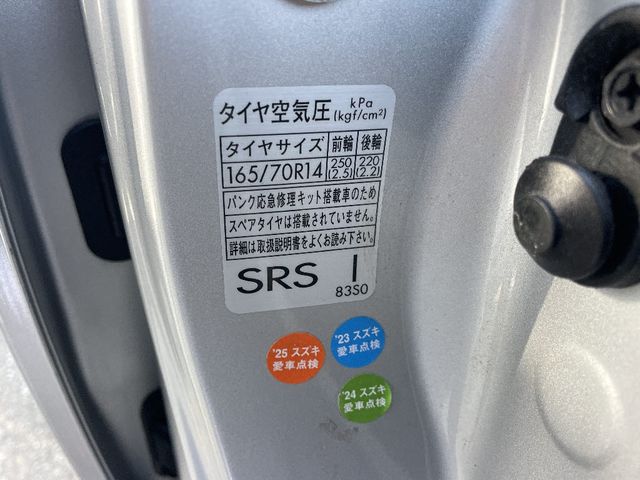 タイヤ空気圧 kPa (kgf/cm²)
タイヤサイズ 前輪 後輪
165/70R14 250 (2.5) 220 (2.2)
パンク応急修理キット搭載車のため
スペアタイヤは搭載されていません。
詳細は取扱説明書をよくお読み下さい。
SRS I
83S0
'23 スズキ
愛車点検
'25 スズキ
愛車点検
'24 スズキ
愛車点検